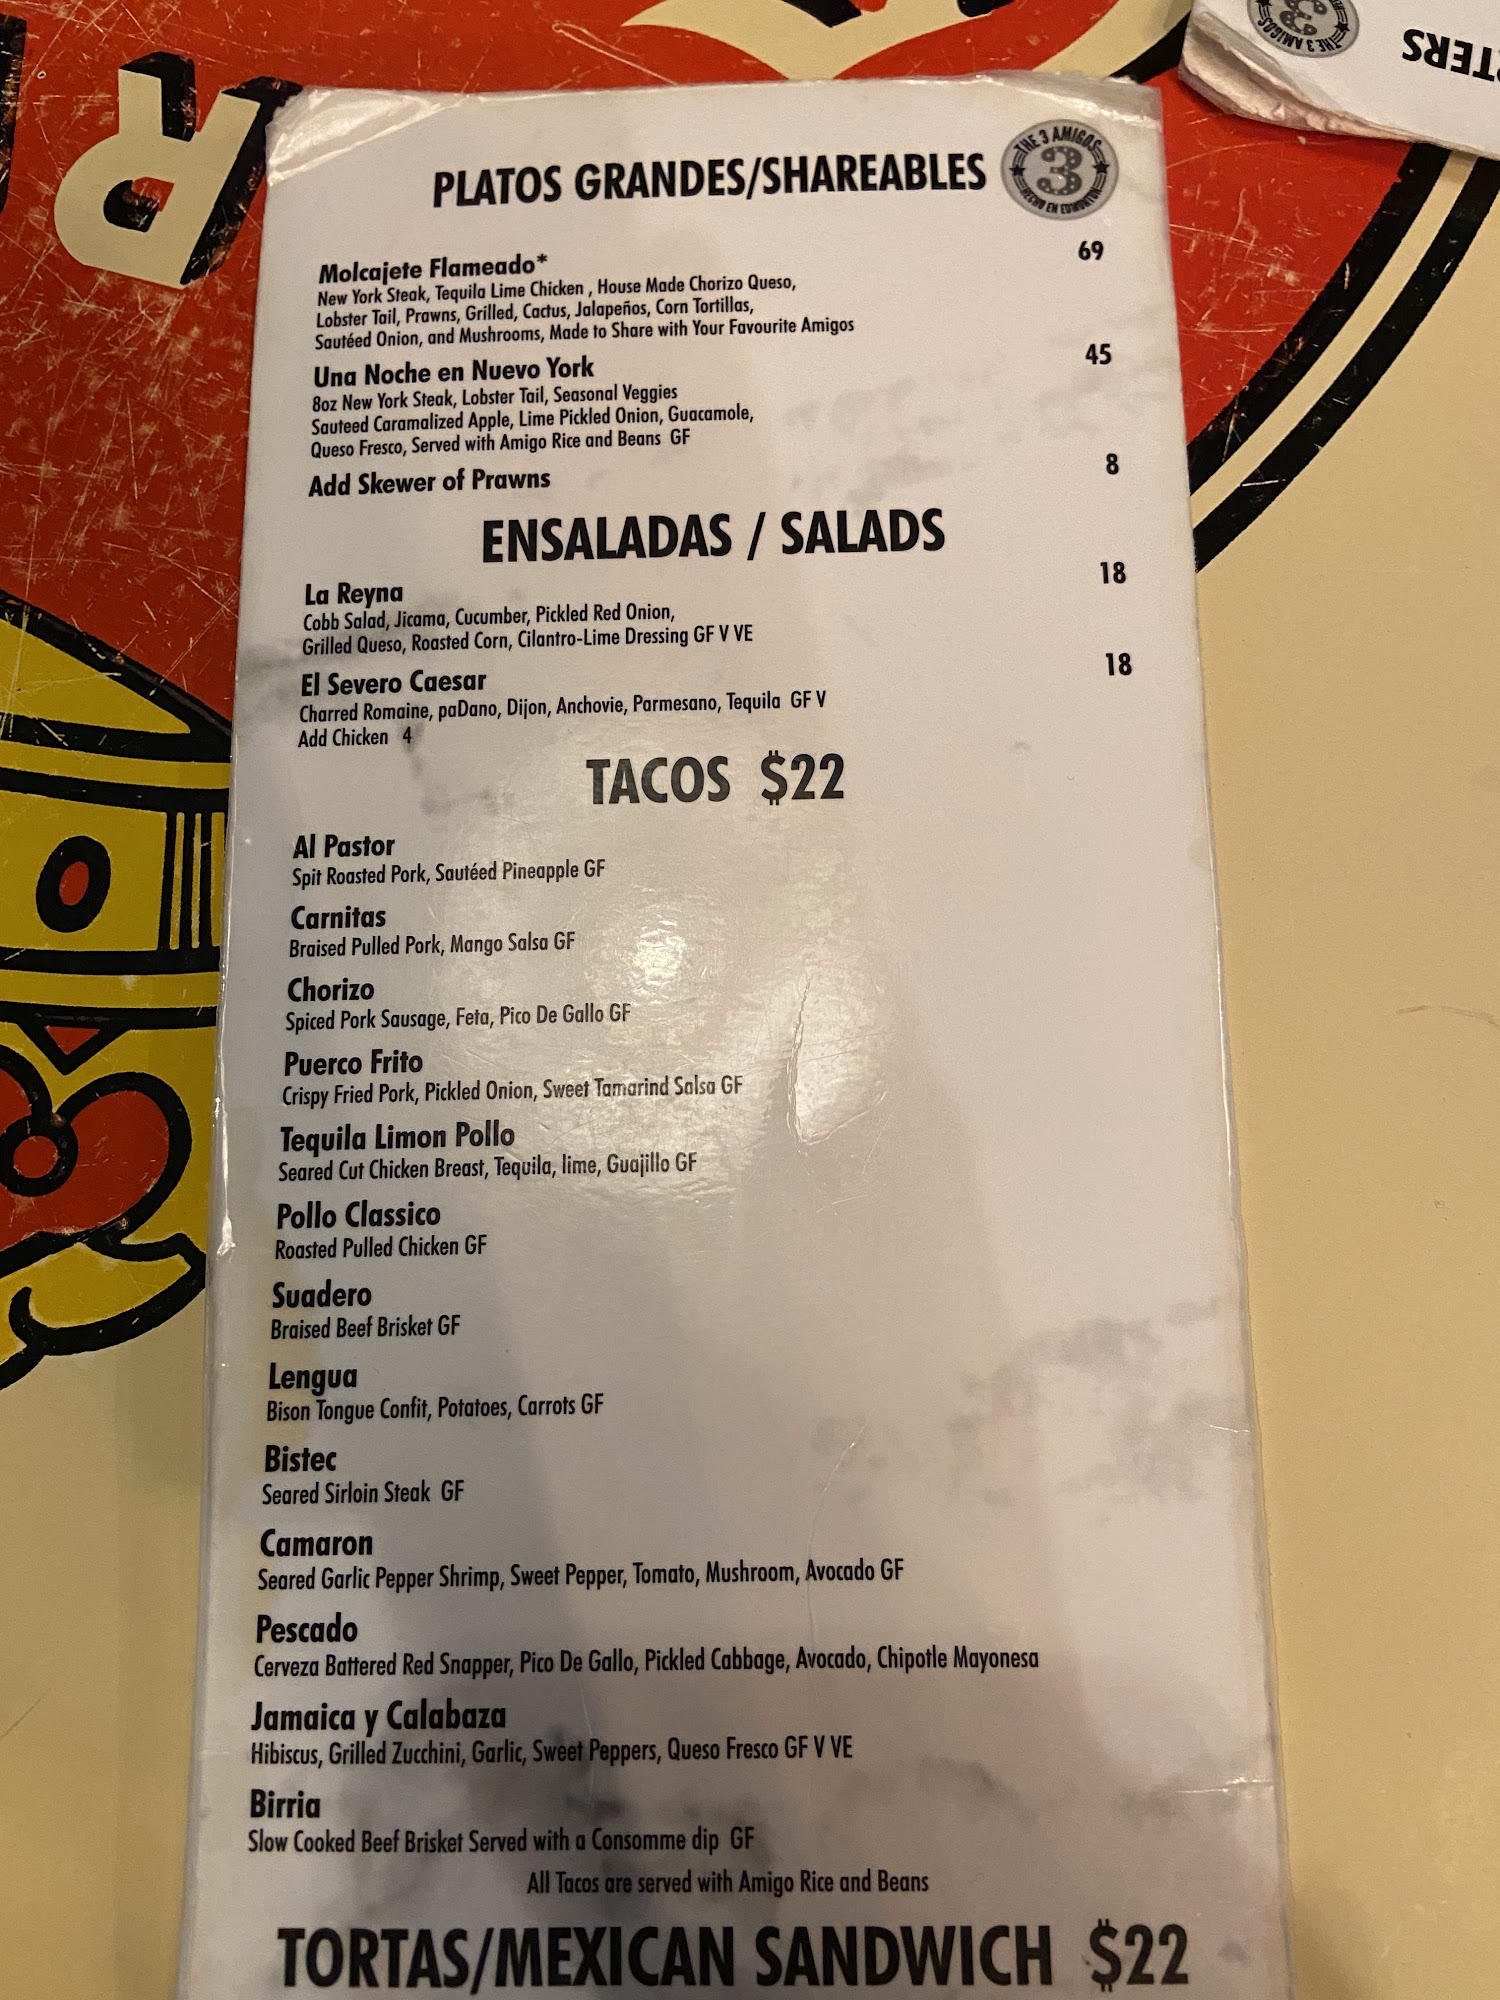 RTERS
THE 3 AMIGOS
3
THE 3 AMIGOS
3
HECHO EN EDMONTON
PLATOS GRANDES/SHAREABLES
Molcajete Flameado* 69
New York Steak, Tequila Lime Chicken , House Made Chorizo Queso,
Lobster Tail, Prawns, Grilled, Cactus, Jalapeños, Corn Tortillas,
Sautéed Onion, and Mushrooms, Made to Share with Your Favourite Amigos
Una Noche en Nuevo York 45
8oz New York Steak, Lobster Tail, Seasonal Veggies
Sauteed Caramalized Apple, Lime Pickled Onion, Guacamole,
Queso Fresco, Served with Amigo Rice and Beans GF
Add Skewer of Prawns 8
ENSALADAS / SALADS
La Reyna 18
Cobb Salad, Jicama, Cucumber, Pickled Red Onion,
Grilled Queso, Roasted Corn, Cilantro-Lime Dressing GF V VE
El Severo Caesar 18
Charred Romaine, paDano, Dijon, Anchovie, Parmesano, Tequila GF V
Add Chicken 4
TACOS $22
Al Pastor
Spit Roasted Pork, Sautéed Pineapple GF
Carnitas
Braised Pulled Pork, Mango Salsa GF
Chorizo
Spiced Pork Sausage, Feta, Pico De Gallo GF
Puerco Frito
Crispy Fried Pork, Pickled Onion, Sweet Tamarind Salsa GF
Tequila Limon Pollo
Seared Cut Chicken Breast, Tequila, lime, Guajillo GF
Pollo Classico
Roasted Pulled Chicken GF
Suadero
Braised Beef Brisket GF
Lengua
Bison Tongue Confit, Potatoes, Carrots GF
Bistec
Seared Sirloin Steak GF
Camaron
Seared Garlic Pepper Shrimp, Sweet Pepper, Tomato, Mushroom, Avocado GF
Pescado
Cerveza Battered Red Snapper, Pico De Gallo, Pickled Cabbage, Avocado, Chipotle Mayonesa
Jamaica y Calabaza
Hibiscus, Grilled Zucchini, Garlic, Sweet Peppers, Queso Fresco GF V VE
Birria
Slow Cooked Beef Brisket Served with a Consomme dip GF
All Tacos are served with Amigo Rice and Beans
TORTAS/MEXICAN SANDWICH $22